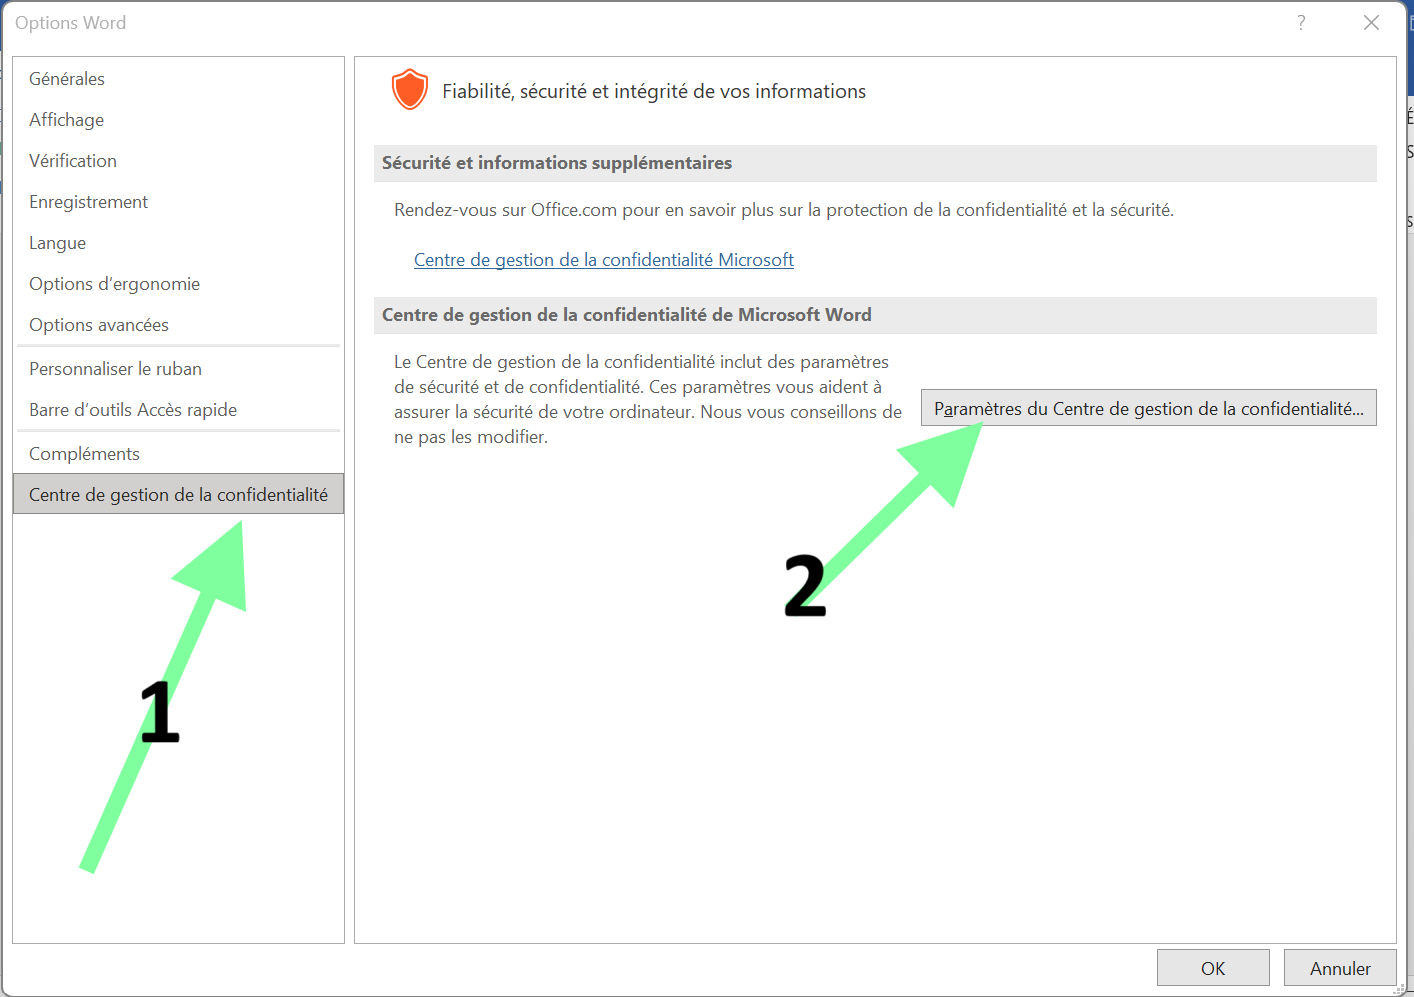 Options Word
?
Générales
Affichage
Vérification
Enregistrement
Langue
Options d’ergonomie
Options avancées
Personnaliser le ruban
Barre d’outils Accès rapide
Compléments
Centre de gestion de la confidentialité
1
Fiabilité, sécurité et intégrité de vos informations
Sécurité et informations supplémentaires
Rendez-vous sur Office.com pour en savoir plus sur la protection de la confidentialité et la sécurité.
Centre de gestion de la confidentialité Microsoft
Centre de gestion de la confidentialité de Microsoft Word
Le Centre de gestion de la confidentialité inclut des paramètres
de sécurité et de confidentialité. Ces paramètres vous aident à
assurer la sécurité de votre ordinateur. Nous vous conseillons de
ne pas les modifier.
Paramètres du Centre de gestion de la confidentialité...
2
OK
Annuler